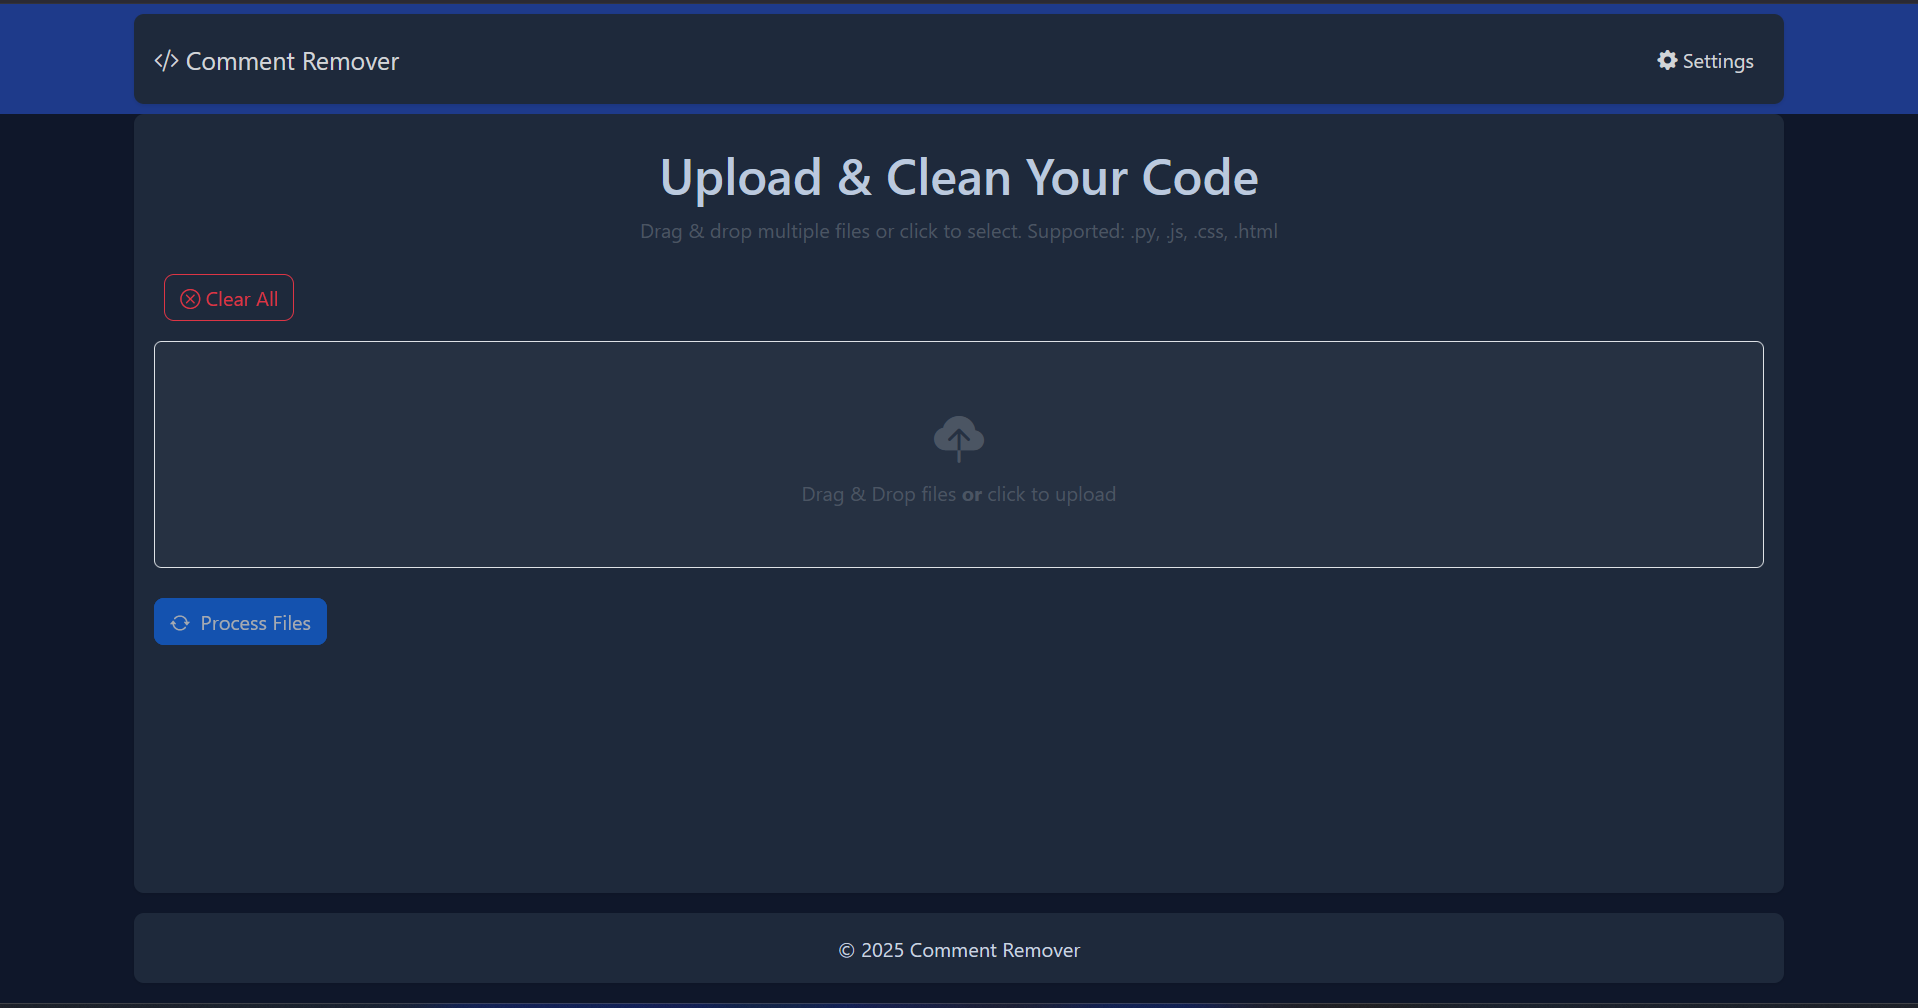 </> Comment Remover
Settings
Upload & Clean Your Code
Drag & drop multiple files or click to select. Supported: .py, .js, .css, .html
Clear All
Drag & Drop files or click to upload
Process Files
© 2025 Comment Remover